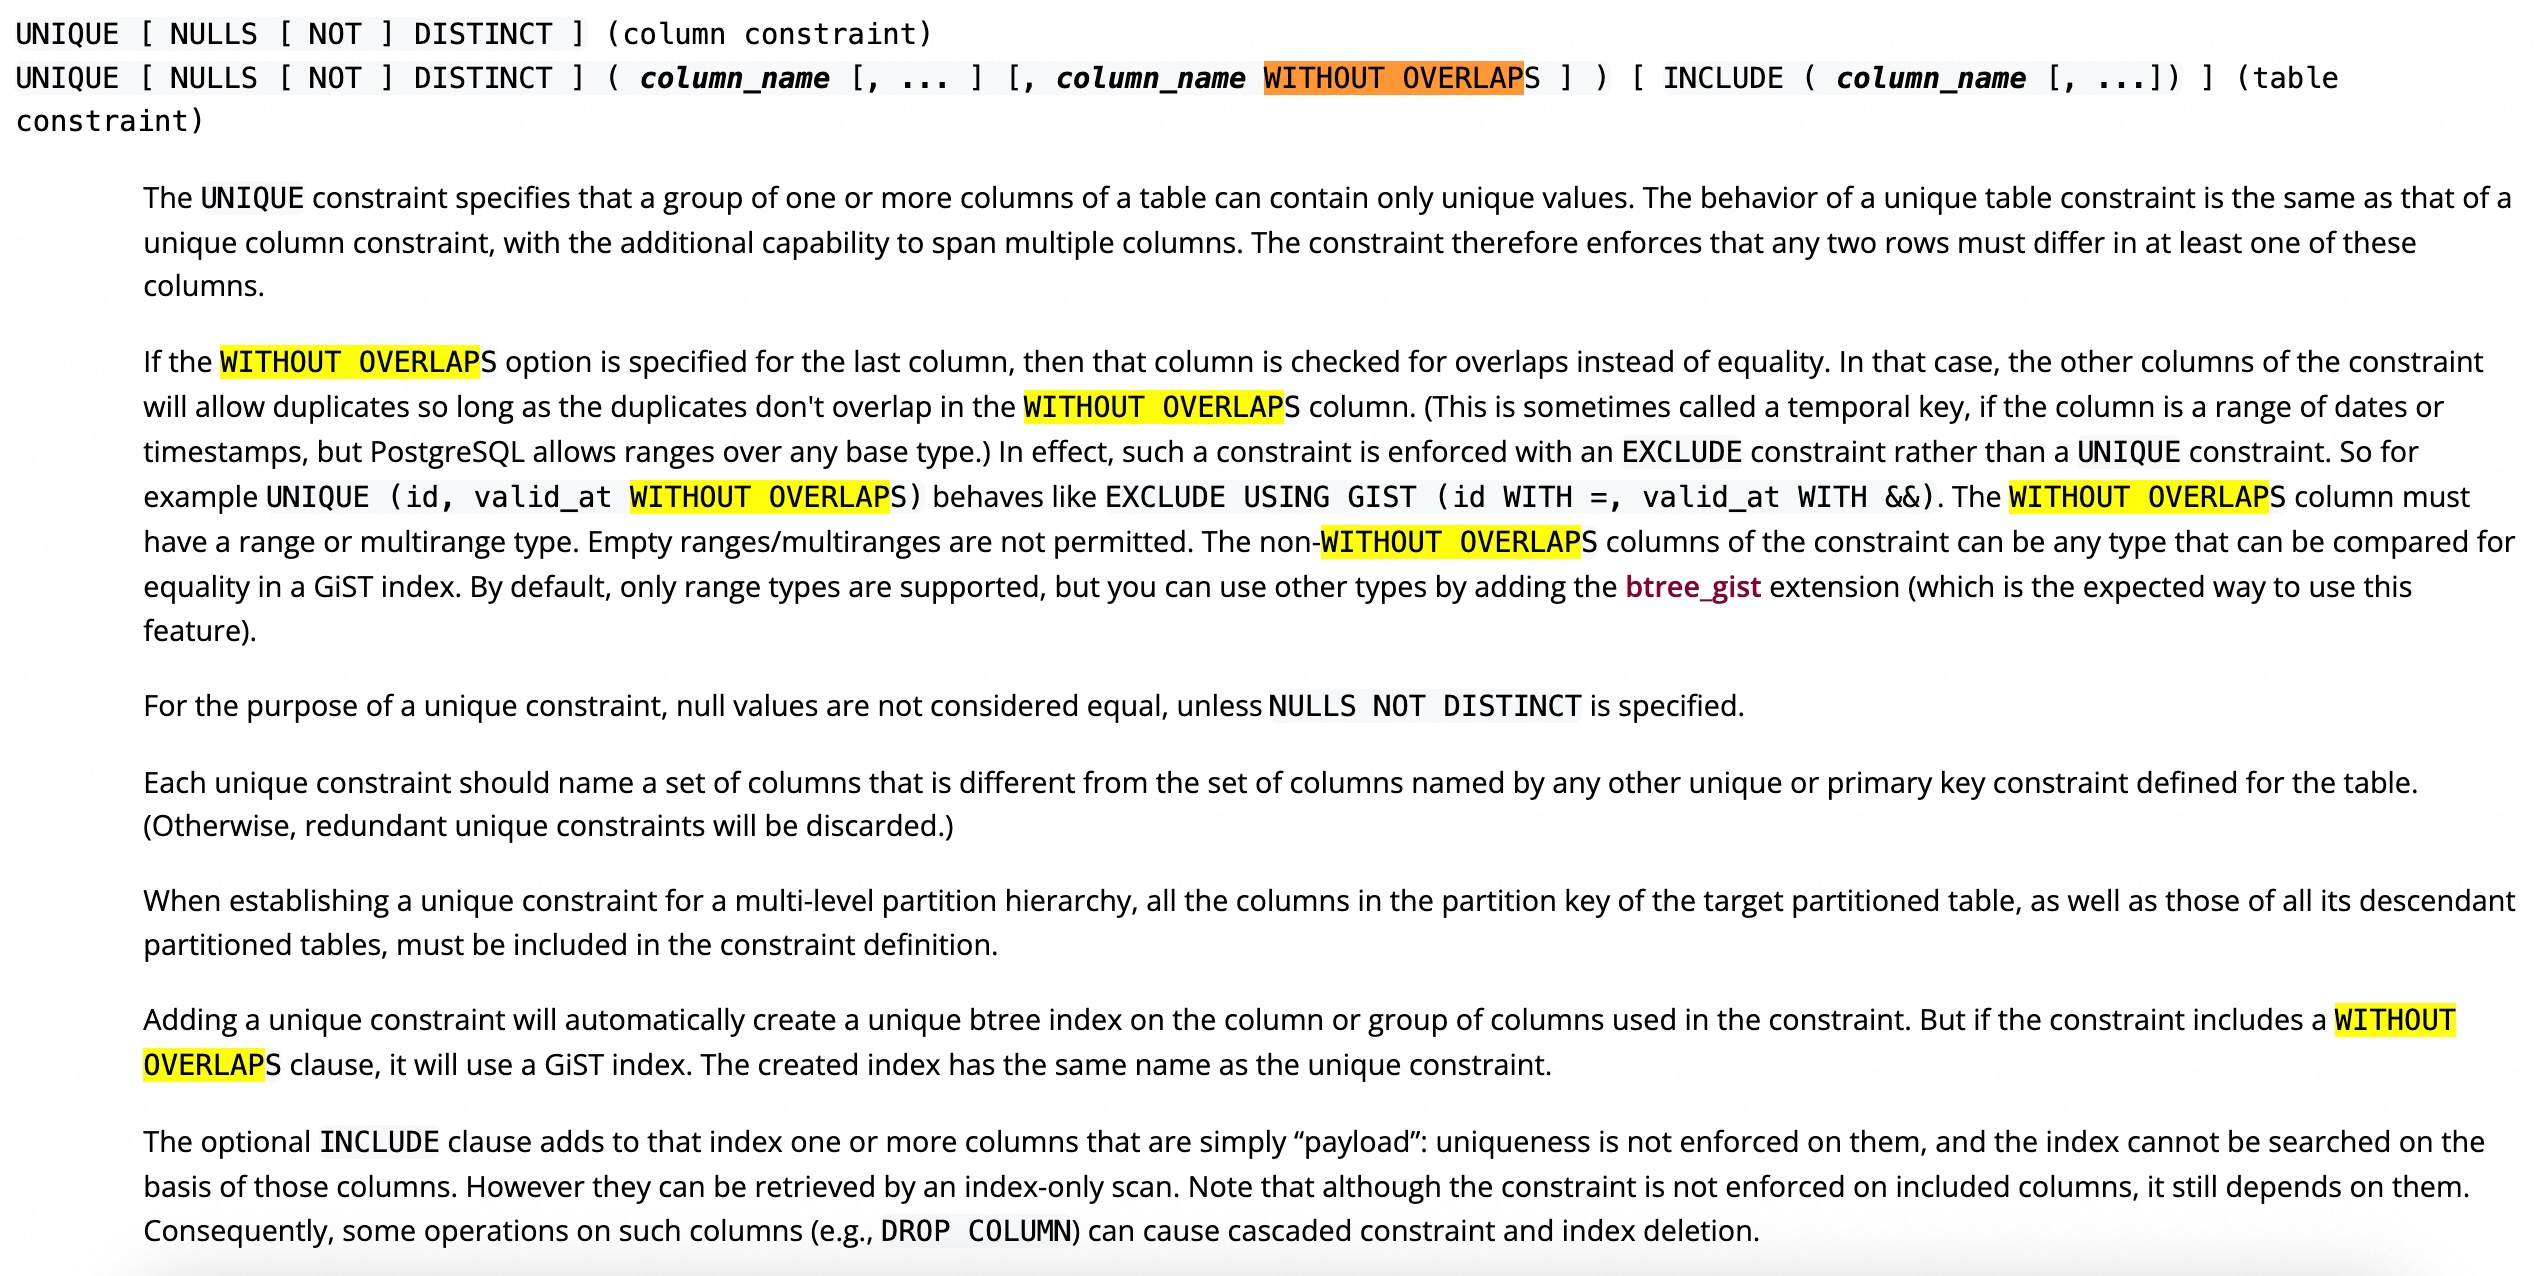 UNIQUE [ NULLS [ NOT ] DISTINCT ] (column constraint)
UNIQUE [ NULLS [ NOT ] DISTINCT ] ( column_name [, ... ] [, column_name WITHOUT OVERLAPS ] ) [ INCLUDE ( column_name [, ...]) ] (table
constraint)
The UNIQUE constraint specifies that a group of one or more columns of a table can contain only unique values. The behavior of a unique table constraint is the same as that of a
unique column constraint, with the additional capability to span multiple columns. The constraint therefore enforces that any two rows must differ in at least one of these
columns.
If the WITHOUT OVERLAPS option is specified for the last column, then that column is checked for overlaps instead of equality. In that case, the other columns of the constraint
will allow duplicates so long as the duplicates don't overlap in the WITHOUT OVERLAPS column. (This is sometimes called a temporal key, if the column is a range of dates or
timestamps, but PostgreSQL allows ranges over any base type.) In effect, such a constraint is enforced with an EXCLUDE constraint rather than a UNIQUE constraint. So for
example UNIQUE (id, valid_at WITHOUT OVERLAPS) behaves like EXCLUDE USING GIST (id WITH =, valid_at WITH &&). The WITHOUT OVERLAPS column must
have a range or multirange type. Empty ranges/multiranges are not permitted. The non-WITHOUT OVERLAPS columns of the constraint can be any type that can be compared for
equality in a GiST index. By default, only range types are supported, but you can use other types by adding the btree_gist extension (which is the expected way to use this
feature).
For the purpose of a unique constraint, null values are not considered equal, unless NULLS NOT DISTINCT is specified.
Each unique constraint should name a set of columns that is different from the set of columns named by any other unique or primary key constraint defined for the table.
(Otherwise, redundant unique constraints will be discarded.)
When establishing a unique constraint for a multi-level partition hierarchy, all the columns in the partition key of the target partitioned table, as well as those of all its descendant
partitioned tables, must be included in the constraint definition.
Adding a unique constraint will automatically create a unique btree index on the column or group of columns used in the constraint. But if the constraint includes a WITHOUT
OVERLAPS clause, it will use a GiST index. The created index has the same name as the unique constraint.
The optional INCLUDE clause adds to that index one or more columns that are simply “payload”: uniqueness is not enforced on them, and the index cannot be searched on the
basis of those columns. However they can be retrieved by an index-only scan. Note that although the constraint is not enforced on included columns, it still depends on them.
Consequently, some operations on such columns (e.g., DROP COLUMN) can cause cascaded constraint and index deletion.